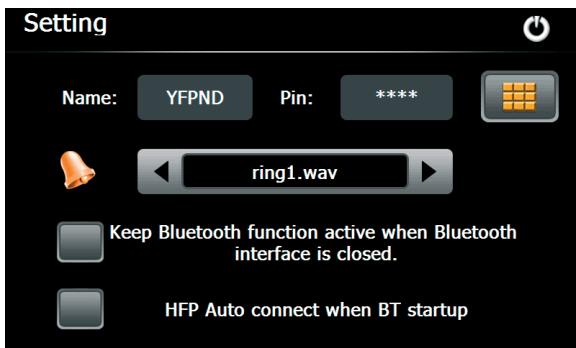 Setting
Name: YFPND Pin: ****
ring1.wav
Keep Bluetooth function active when Bluetooth
interface is closed.
HFP Auto connect when BT startup